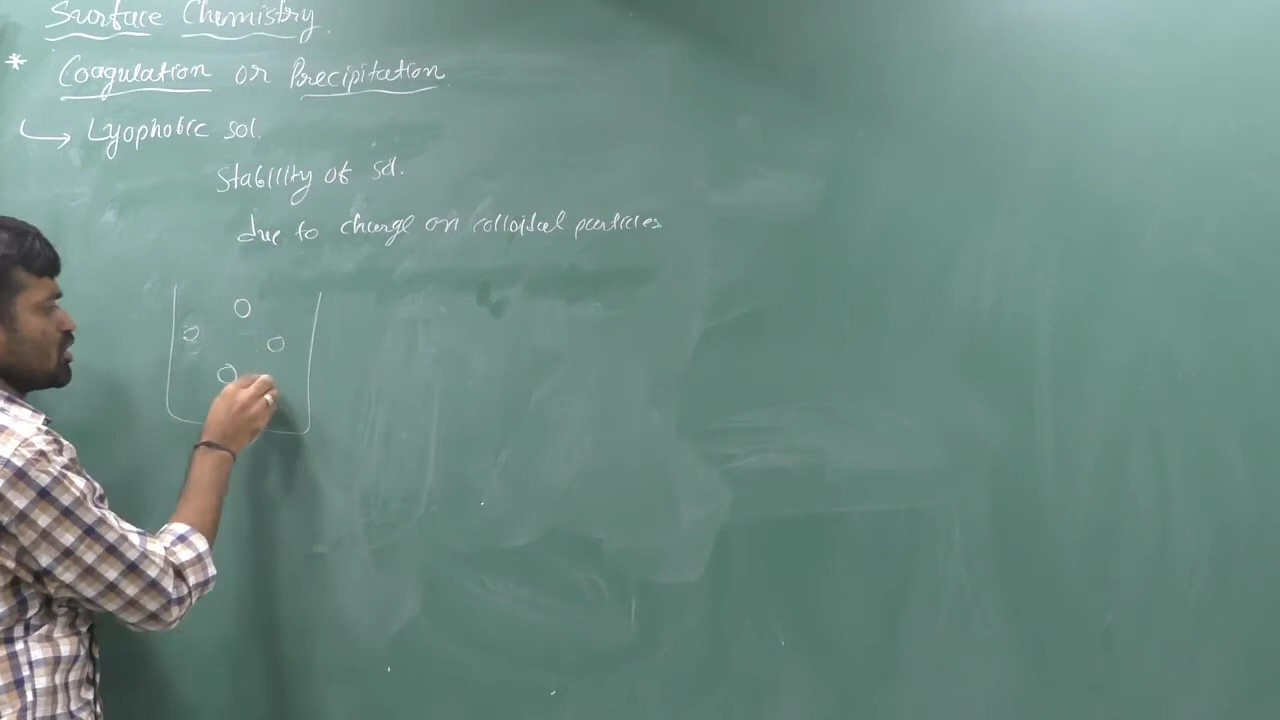 Surface Chemistry.
* Coagulation or Precipitation
→ Lyophobic sol.
Stability of sol.
due to charge on colloidal particles